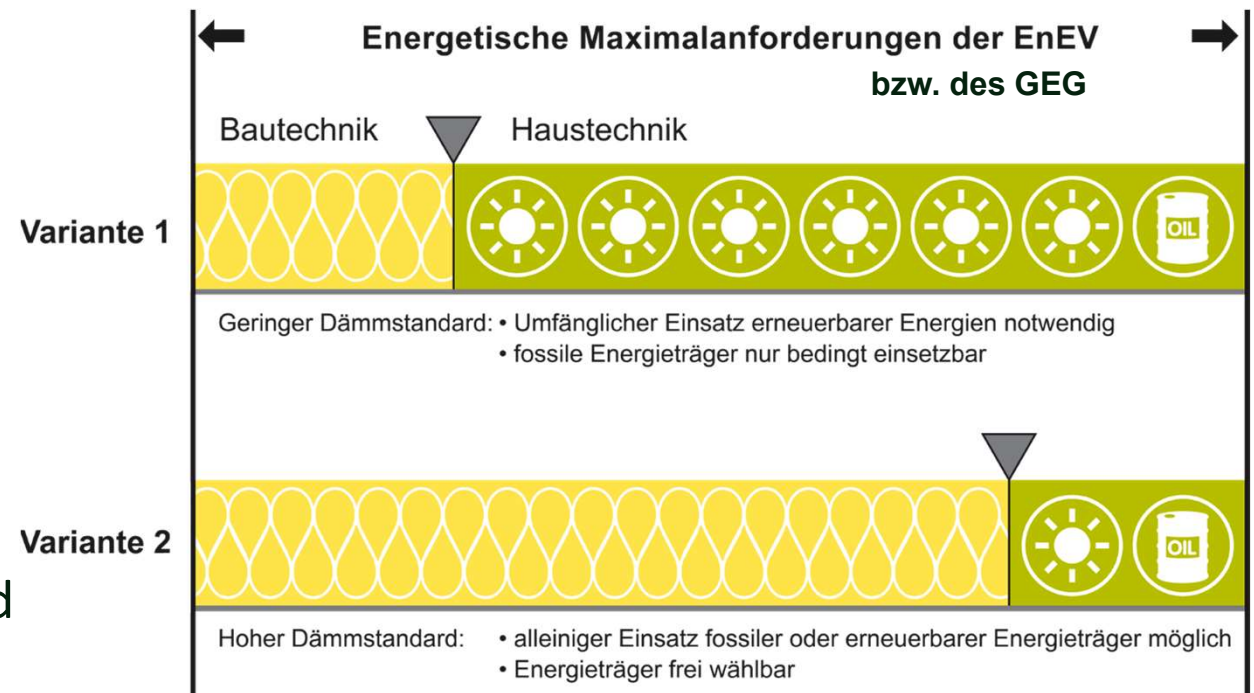 Energetische Maximalanforderungen der EnEV
bzw. des GEG
Bautechnik Haustechnik
Variante 1
OIL
Geringer Dämmstandard: • Umfänglicher Einsatz erneuerbarer Energien notwendig
• fossile Energieträger nur bedingt einsetzbar
Variante 2
OIL
d
Hoher Dämmstandard: • alleiniger Einsatz fossiler oder erneuerbarer Energieträger möglich
• Energieträger frei wählbar